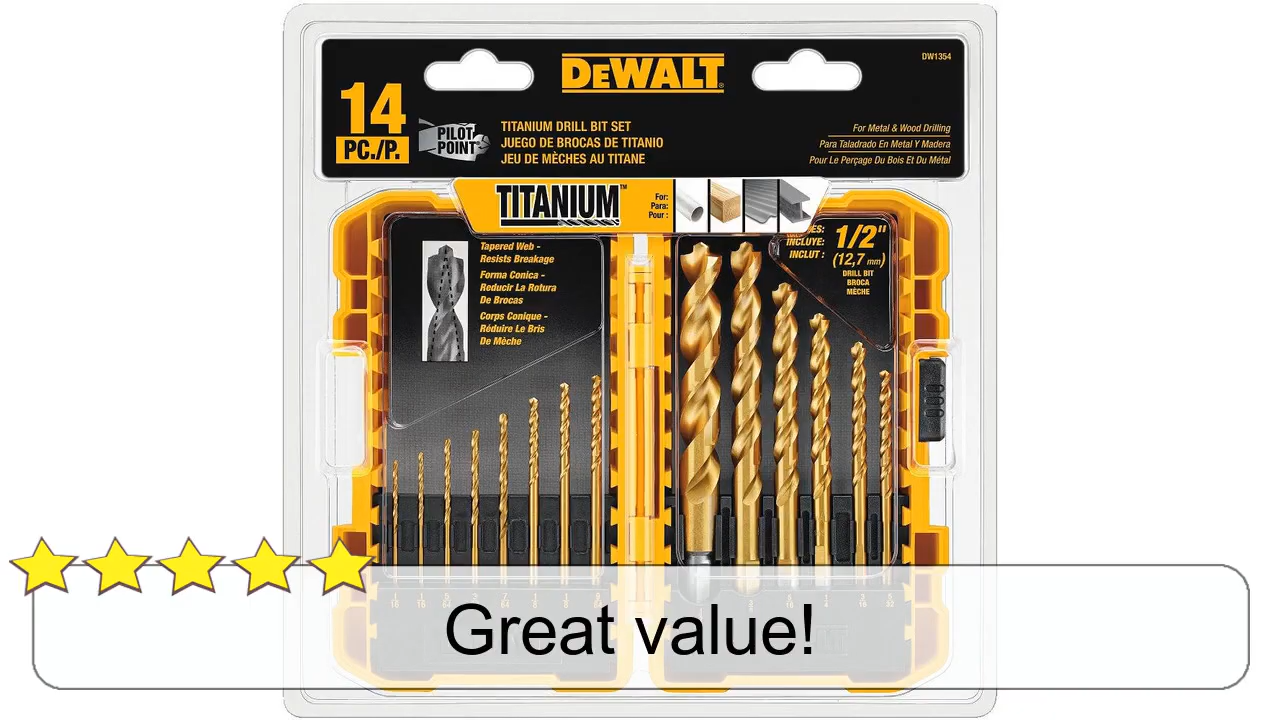 DEWALT
DW1354
14
PC./P.
PILOT
POINT
TITANIUM DRILL BIT SET
JUEGO DE BROCAS DE TITANIO
JEU DE MÈCHES AU TITANE
For Metal & Wood Drilling
Para Taladrado En Metal Y Madera
Pour Le Perçage Du Bois Et Du Métal
TITANIUM™
For:
Para:
Pour :
Tapered Web -
Resists Breakage
Forma Conica -
Reducir La Rotura
De Brocas
Corps Conique -
Réduire Le Bris
De Mèche
INCLUYE:
INCLUT :
1/2"
(12,7 mm)
DRILL BIT
BROCA
MÈCHE
Great value!